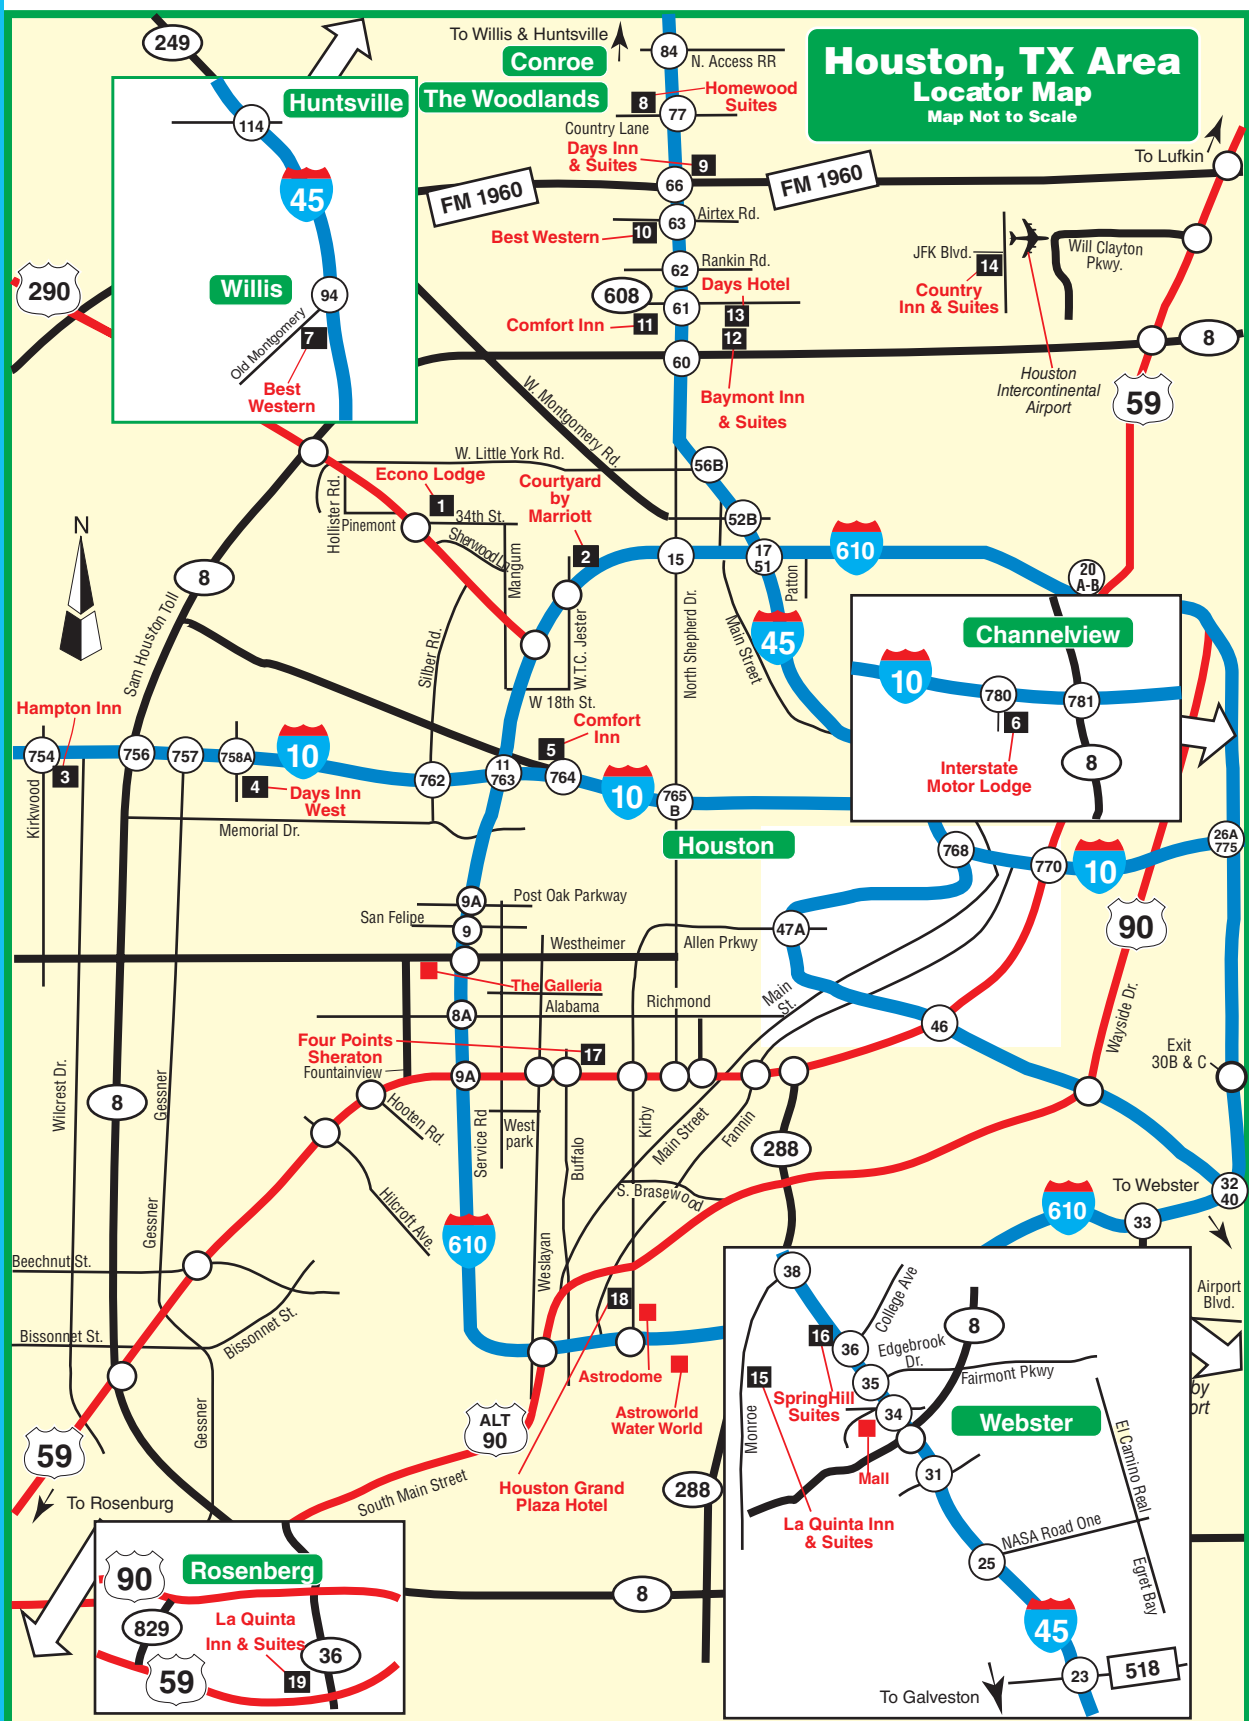 249
To Willis & Huntsville
Conroe
The Woodlands
84
N. Access RR
Houston, TX Area
Locator Map
Map Not to Scale
Huntsville
114
45
Willis
94
Old Montgomery
7
Best
Western
8
Homewood
Suites
77
Country Lane
Days Inn
& Suites
9
66
FM 1960
FM 1960
To Lufkin
63
Airtex Rd.
10
Best Western
62
Rankin Rd.
608
Days Hotel
61
13
Comfort Inn
11
12
60
Baymont Inn
& Suites
JFK Blvd.
14
Country
Inn & Suites
Will Clayton
Pkwy.
Houston
Intercontinental
Airport
8
59
290
W. Montgomery Rd.
W. Little York Rd.
56B
Econo Lodge
1
Hollister Rd.
Pinemont
34th St.
Sherwood Ln.
Mangum
Courtyard
by
Marriott
2
52B
15
17
51
610
Patton
20
A-B
N
8
Sam Houston Toll
Silber Rd.
W.T.C. Jester
W 18th St.
North Shepherd Dr.
Main Street
45
Channelview
10
780
781
6
Interstate
Motor Lodge
8
Hampton Inn
754
3
756
757
758A
10
4
Days Inn
West
Kirkwood
Memorial Dr.
762
11
763
5
Comfort
Inn
764
10
765
B
Houston
768
770
10
26A
775
90
9A
Post Oak Parkway
San Felipe
9
Westheimer
Allen Prkwy
47A
The Galleria
Alabama
Richmond
Main
St.
8A
46
Wayside Dr.
Four Points
Sheraton
17
Fountainview
9A
Exit
30B & C
Hooten Rd.
Service Rd
West
park
Buffalo
Kirby
Main Street
Fannin
288
Wilcrest Dr.
8
Gessner
Gessner
Hilcroft Ave.
S. Brasewood
610
Weslayan
To Webster
32
40
33
610
Beechnut St.
Bissonnet St.
Bissonnet St.
Gessner
18
Astrodome
Astroworld
Water World
Airport
Blvd.
by
ort
ALT
90
Houston Grand
Plaza Hotel
South Main Street
59
To Rosenburg
288
8
38
College Ave
16
36
Edgebrook
Dr.
8
15
SpringHill
Suites
35
Fairmont Pkwy
34
Monroe
Webster
Mall
31
La Quinta Inn
& Suites
El Camino Real
NASA Road One
25
Egret Bay
45
23
518
To Galveston
90
Rosenberg
829
La Quinta
Inn & Suites
36
59
19